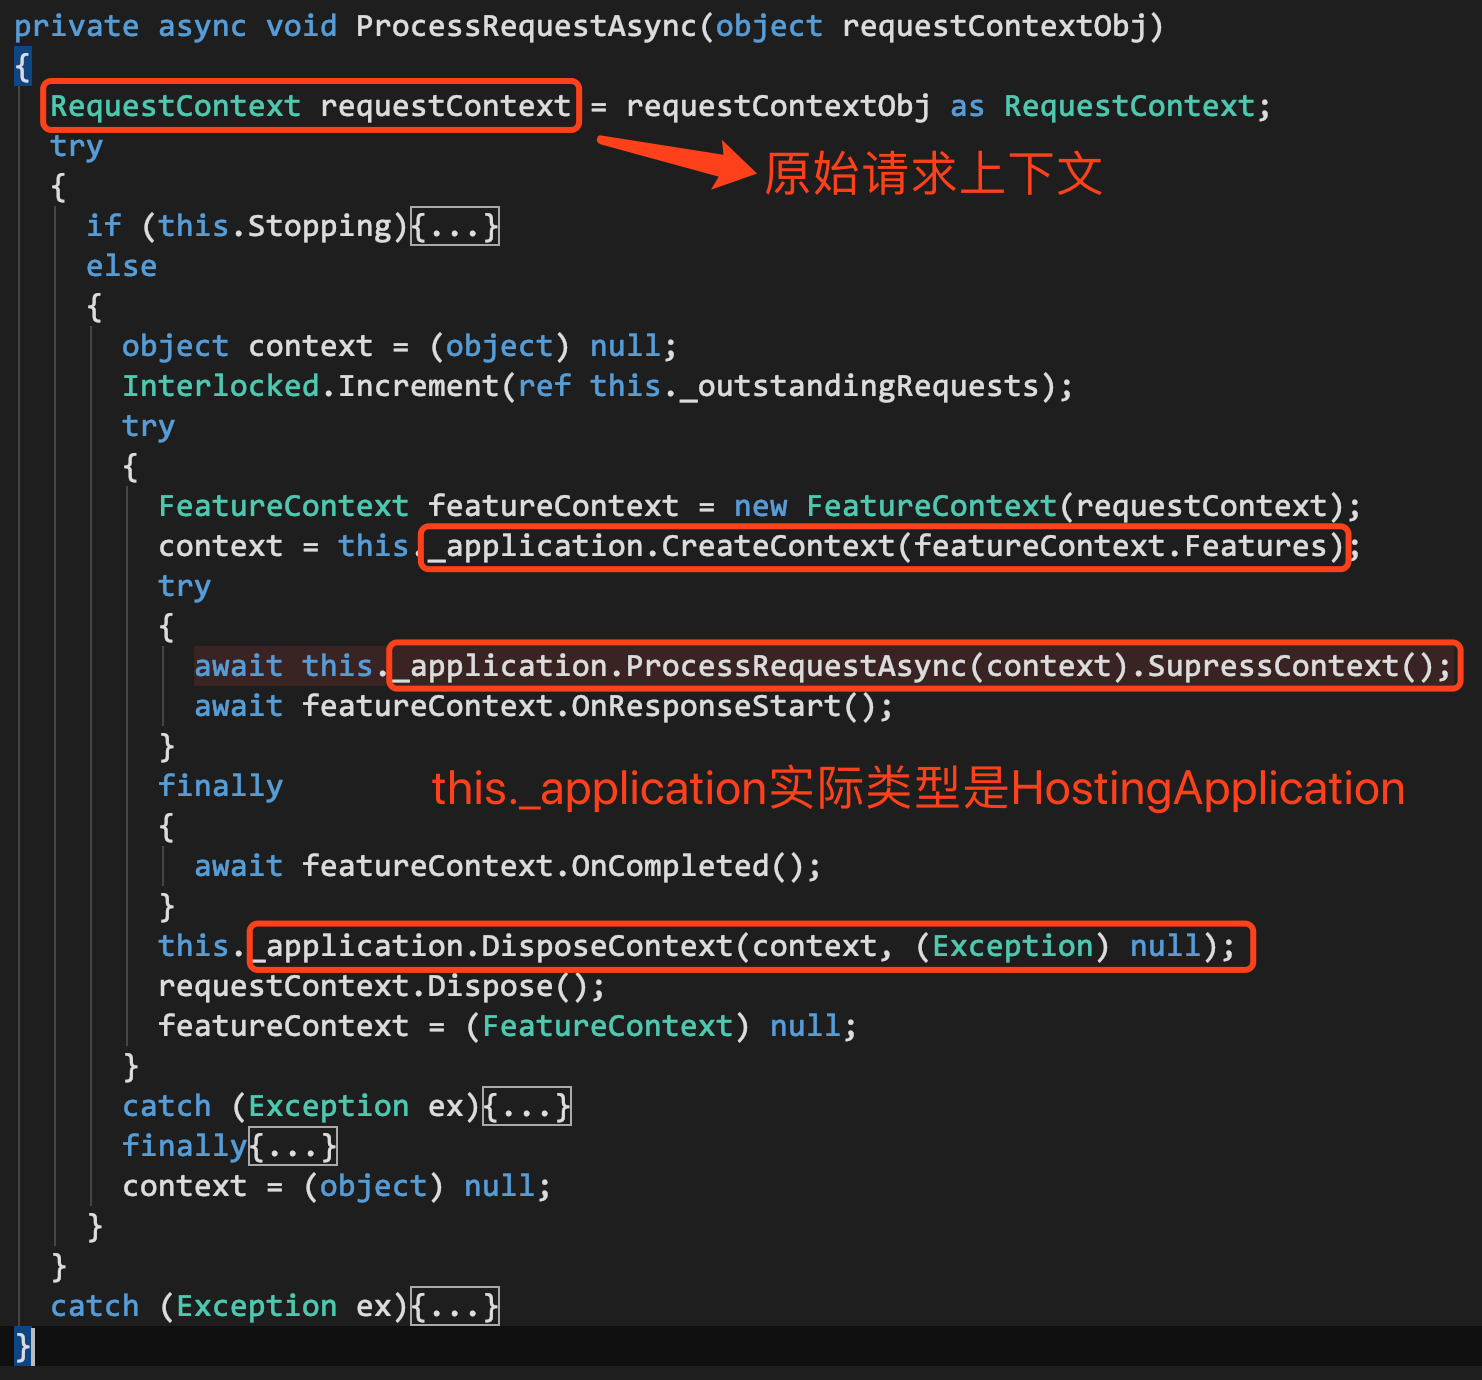 private async void ProcessRequestAsync(object requestContextObj)
{
RequestContext requestContext = requestContextObj as RequestContext;
try
原始请求上下文
{
if (this.Stopping){...}
else
{
object context = (object) null;
Interlocked.Increment(ref this._outstandingRequests);
try
{
FeatureContext featureContext = new FeatureContext(requestContext);
context = this._application.CreateContext(featureContext.Features);
try
{
await this._application.ProcessRequestAsync(context).SupressContext();
await featureContext.OnResponseStart();
}
finally
this._application实际类型是HostingApplication
{
await featureContext.OnCompleted();
}
this._application.DisposeContext(context, (Exception) null);
requestContext.Dispose();
featureContext = (FeatureContext) null;
}
catch (Exception ex){...}
finally{...}
context = (object) null;
}
}
catch (Exception ex){...}
}